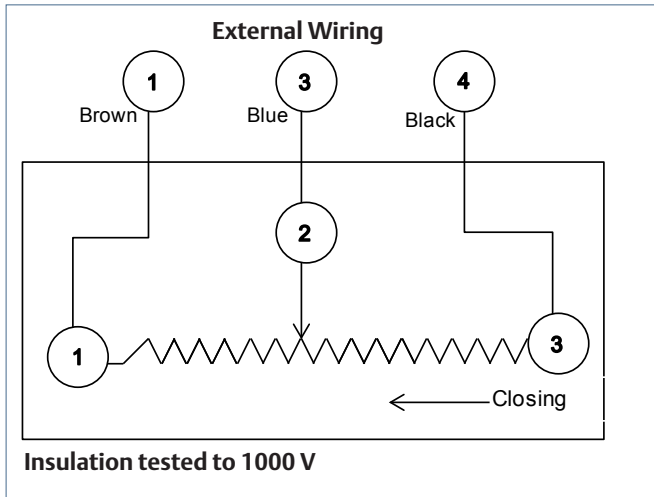 External Wiring
1 3 4
Brown Blue Black
2
1 3
Closing
Insulation tested to 1000 V